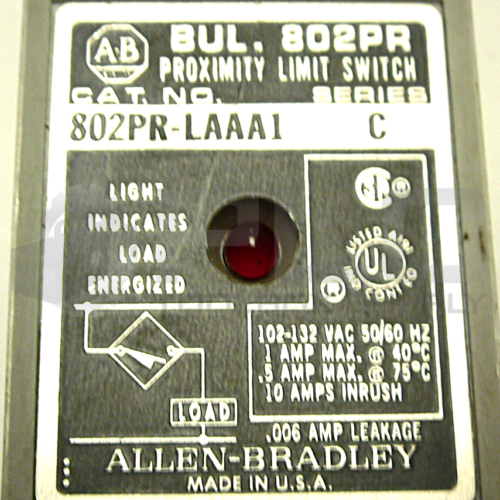 A-B
BUL. 802PR
PROXIMITY LIMIT SWITCH
CAT. NO. SERIES
802PR-LAAA1 C
LIGHT
INDICATES
LOAD
ENERGIZED
LISTED
UL
®
102-132 VAC 50/60 HZ
1 AMP MAX. @ 40°C
.5 AMP MAX. @ 75°C
10 AMPS INRUSH
LOAD
.006 AMP LEAKAGE
ALLEN-BRADLEY
MADE IN U.S.A.